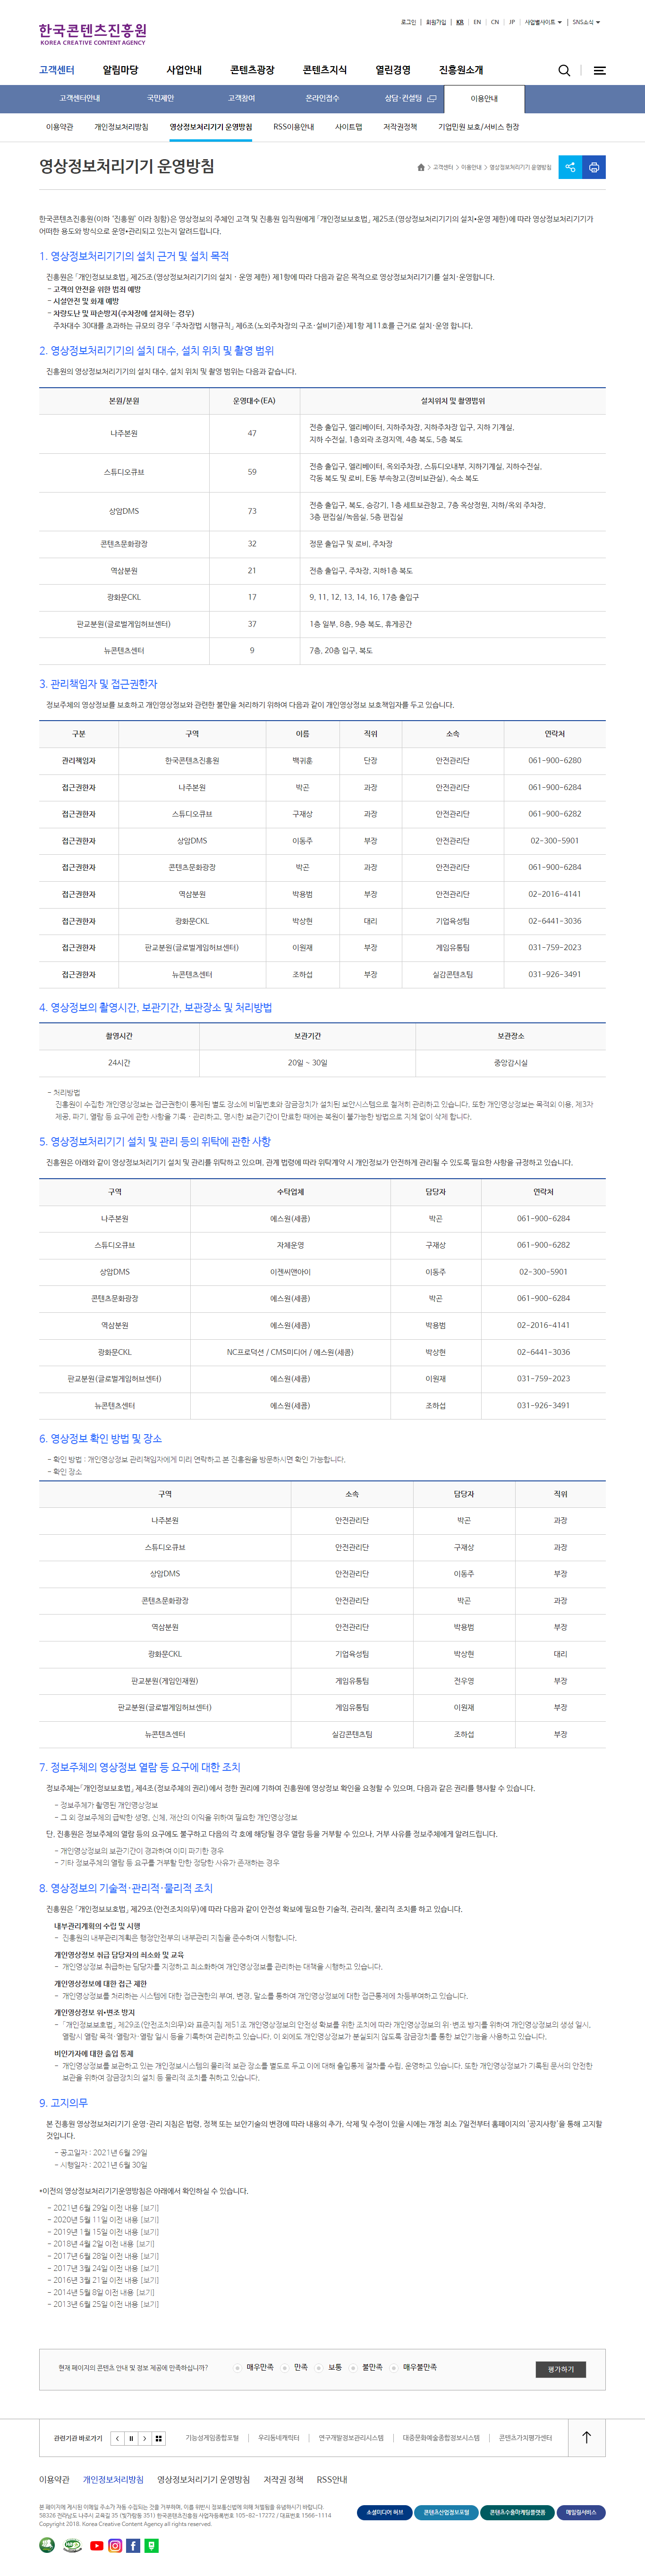 한국콘텐츠진흥원
KOREA CREATIVE CONTENT AGENCY
로그인 회원가입 KR EN CN JP 사업별사이트 SNS소식
고객센터 알림마당 사업안내 콘텐츠광장 콘텐츠지식 열린경영 진흥원소개
고객센터안내 국민제안 고객참여 온라인접수 상담·컨설팅 이용안내
이용약관 개인정보처리방침 영상정보처리기기 운영방침 RSS이용안내 사이트맵 저작권정책 기업민원 보호/서비스 헌장
영상정보처리기기 운영방침
고객센터 > 이용안내 > 영상정보처리기기 운영방침
한국콘텐츠진흥원(이하 '진흥원' 이라 칭함)은 영상정보의 주체인 고객 및 진흥원 임직원에게 「개인정보보호법」 제25조(영상정보처리기기의 설치•운영 제한)에 따라 영상정보처리기기가
어떠한 용도와 방식으로 운영•관리되고 있는지 알려드립니다.
1. 영상정보처리기기의 설치 근거 및 설치 목적
진흥원은 「개인정보보호법」 제25조(영상정보처리기기의 설치ㆍ운영 제한) 제1항에 따라 다음과 같은 목적으로 영상정보처리기기를 설치·운영합니다.
- 고객의 안전을 위한 범죄 예방
- 시설안전 및 화재 예방
- 차량도난 및 파손방지(주차장에 설치하는 경우)
주차대수 30대를 초과하는 규모의 경우 「주차장법 시행규칙」 제6조(노외주차장의 구조·설비기준)제1항 제11호를 근거로 설치·운영 합니다.
2. 영상정보처리기기의 설치 대수, 설치 위치 및 촬영 범위
진흥원의 영상정보처리기기의 설치 대수, 설치 위치 및 촬영 범위는 다음과 같습니다.
본원/분원 운영대수(EA) 설치위치 및 촬영범위
나주본원 47 전층 출입구, 엘리베이터, 지하주차장, 지하주차장 입구, 지하 기계실,
지하 수전실, 1층외곽 조경지역, 4층 복도, 5층 복도
스튜디오큐브 59 전층 출입구, 엘리베이터, 옥외주차장, 스튜디오내부, 지하기계실, 지하수전실,
각동 복도 및 로비, E동 부속창고(장비보관실), 숙소 복도
상암DMS 73 전층 출입구, 복도, 승강기, 1층 세트보관창고, 7층 옥상정원, 지하/옥외 주차장,
3층 편집실/녹음실, 5층 편집실
콘텐츠문화광장 32 정문 출입구 및 로비, 주차장
역삼분원 21 전층 출입구, 주차장, 지하1층 복도
광화문CKL 17 9, 11, 12, 13, 14, 16, 17층 출입구
판교분원(글로벌게임허브센터) 37 1층 일부, 8층, 9층 복도, 휴게공간
뉴콘텐츠센터 9 7층, 20층 입구, 복도
3. 관리책임자 및 접근권한자
정보주체의 영상정보를 보호하고 개인영상정보와 관련한 불만을 처리하기 위하여 다음과 같이 개인영상정보 보호책임자를 두고 있습니다.
구분 구역 이름 직위 소속 연락처
관리책임자 한국콘텐츠진흥원 백귀훈 단장 안전관리단 061-900-6280
접근권한자 나주본원 박곤 과장 안전관리단 061-900-6284
접근권한자 스튜디오큐브 구재상 과장 안전관리단 061-900-6282
접근권한자 상암DMS 이동주 부장 안전관리단 02-300-5901
접근권한자 콘텐츠문화광장 박곤 과장 안전관리단 061-900-6284
접근권한자 역삼분원 박용범 부장 안전관리단 02-2016-4141
접근권한자 광화문CKL 박상현 대리 기업육성팀 02-6441-3036
접근권한자 판교분원(글로벌게임허브센터) 이원재 부장 게임유통팀 031-759-2023
접근권한자 뉴콘텐츠센터 조하섭 부장 실감콘텐츠팀 031-926-3491
4. 영상정보의 촬영시간, 보관기간, 보관장소 및 처리방법
촬영시간 보관기간 보관장소
24시간 20일 ~ 30일 중앙감시실
- 처리방법
진흥원이 수집한 개인영상정보는 접근권한이 통제된 별도 장소에 비밀번호와 잠금장치가 설치된 보안시스템으로 철저히 관리하고 있습니다. 또한 개인영상정보는 목적외 이용, 제3자
제공, 파기, 열람 등 요구에 관한 사항을 기록ㆍ관리하고, 명시한 보관기간이 만료한 때에는 복원이 불가능한 방법으로 지체 없이 삭제 합니다.
5. 영상정보처리기기 설치 및 관리 등의 위탁에 관한 사항
진흥원은 아래와 같이 영상정보처리기기 설치 및 관리를 위탁하고 있으며, 관계 법령에 따라 위탁계약 시 개인정보가 안전하게 관리될 수 있도록 필요한 사항을 규정하고 있습니다.
구역 수탁업체 담당자 연락처
나주본원 에스원(세콤) 박곤 061-900-6284
스튜디오큐브 자체운영 구재상 061-900-6282
상암DMS 이젠씨앤아이 이동주 02-300-5901
콘텐츠문화광장 에스원(세콤) 박곤 061-900-6284
역삼분원 에스원(세콤) 박용범 02-2016-4141
광화문CKL NC프로덕션 / CMS미디어 / 에스원(세콤) 박상현 02-6441-3036
판교분원(글로벌게임허브센터) 에스원(세콤) 이원재 031-759-2023
뉴콘텐츠센터 에스원(세콤) 조하섭 031-926-3491
6. 영상정보 확인 방법 및 장소
- 확인 방법 : 개인영상정보 관리책임자에게 미리 연락하고 본 진흥원을 방문하시면 확인 가능합니다.
- 확인 장소
구역 소속 담당자 직위
나주본원 안전관리단 박곤 과장
스튜디오큐브 안전관리단 구재상 과장
상암DMS 안전관리단 이동주 부장
콘텐츠문화광장 안전관리단 박곤 과장
역삼분원 안전관리단 박용범 부장
광화문CKL 기업육성팀 박상현 대리
판교분원(게임인재원) 게임유통팀 전우영 부장
판교분원(글로벌게임허브센터) 게임유통팀 이원재 부장
뉴콘텐츠센터 실감콘텐츠팀 조하섭 부장
7. 정보주체의 영상정보 열람 등 요구에 대한 조치
정보주체는「개인정보보호법」 제4조(정보주체의 권리)에서 정한 권리에 기하여 진흥원에 영상정보 확인을 요청할 수 있으며, 다음과 같은 권리를 행사할 수 있습니다.
- 정보주체가 촬영된 개인영상정보
- 그 외 정보주체의 급박한 생명, 신체, 재산의 이익을 위하여 필요한 개인영상정보
단, 진흥원은 정보주체의 열람 등의 요구에도 불구하고 다음의 각 호에 해당될 경우 열람 등을 거부할 수 있으나, 거부 사유를 정보주체에게 알려드립니다.
- 개인영상정보의 보관기간이 경과하여 이미 파기한 경우
- 기타 정보주체의 열람 등 요구를 거부할 만한 정당한 사유가 존재하는 경우
8. 영상정보의 기술적·관리적·물리적 조치
진흥원은 「개인정보보호법」 제29조(안전조치의무)에 따라 다음과 같이 안전성 확보에 필요한 기술적, 관리적, 물리적 조치를 하고 있습니다.
내부관리계획의 수립 및 시행
- 진흥원의 내부관리계획은 행정안전부의 내부관리 지침을 준수하여 시행합니다.
개인영상정보 취급 담당자의 최소화 및 교육
- 개인영상정보 취급하는 담당자를 지정하고 최소화하여 개인영상정보를 관리하는 대책을 시행하고 있습니다.
개인영상정보에 대한 접근 제한
- 개인영상정보를 처리하는 시스템에 대한 접근권한의 부여, 변경, 말소를 통하여 개인영상정보에 대한 접근통제에 차등부여하고 있습니다.
개인영상정보 위•변조 방지
- 「개인정보보호법」 제29조(안전조치의무)와 표준지침 제51조 개인영상정보의 안전성 확보를 위한 조치에 따라 개인영상정보의 위·변조 방지를 위하여 개인영상정보의 생성 일시,
열람시 열람 목적·열람자·열람 일시 등을 기록하여 관리하고 있습니다. 이 외에도 개인영상정보가 분실되지 않도록 잠금장치를 통한 보안기능을 사용하고 있습니다.
비인가자에 대한 출입 통제
- 개인영상정보를 보관하고 있는 개인정보시스템의 물리적 보관 장소를 별도로 두고 이에 대해 출입통제 절차를 수립, 운영하고 있습니다. 또한 개인영상정보가 기록된 문서의 안전한
보관을 위하여 잠금장치의 설치 등 물리적 조치를 취하고 있습니다.
9. 고지의무
본 진흥원 영상정보처리기기 운영·관리 지침은 법령, 정책 또는 보안기술의 변경에 따라 내용의 추가, 삭제 및 수정이 있을 시에는 개정 최소 7일전부터 홈페이지의 '공지사항'을 통해 고지할
것입니다.
- 공고일자 : 2021년 6월 29일
- 시행일자 : 2021년 6월 30일
*이전의 영상정보처리기기운영방침은 아래에서 확인하실 수 있습니다.
- 2021년 6월 29일 이전 내용 [보기]
- 2020년 5월 11일 이전 내용 [보기]
- 2019년 1월 15일 이전 내용 [보기]
- 2018년 4월 2일 이전 내용 [보기]
- 2017년 6월 28일 이전 내용 [보기]
- 2017년 3월 24일 이전 내용 [보기]
- 2016년 3월 21일 이전 내용 [보기]
- 2014년 5월 8일 이전 내용 [보기]
- 2013년 6월 25일 이전 내용 [보기]
현재 페이지의 콘텐츠 안내 및 정보 제공에 만족하십니까? 매우만족 만족 보통 불만족 매우불만족 평가하기
관련기관 바로가기 기능성게임종합포털 우리동네캐릭터 연구개발정보관리시스템 대중문화예술종합정보시스템 콘텐츠가치평가센터
이용약관 개인정보처리방침 영상정보처리기기 운영방침 저작권 정책 RSS안내
본 페이지에 게시된 이메일 주소가 자동 수집되는 것을 거부하며, 이를 위반시 정보통신법에 의해 처벌됨을 유념하시기 바랍니다.
58326 전라남도 나주시 교육길 35 (빛가람동 351) 한국콘텐츠진흥원 사업자등록번호 105-82-17272 / 대표번호 1566-1114
Copyright 2018. Korea Creative Content Agency all rights reserved.
소셜미디어 허브 콘텐츠산업정보포털 콘텐츠수출마케팅플랫폼 메일링서비스